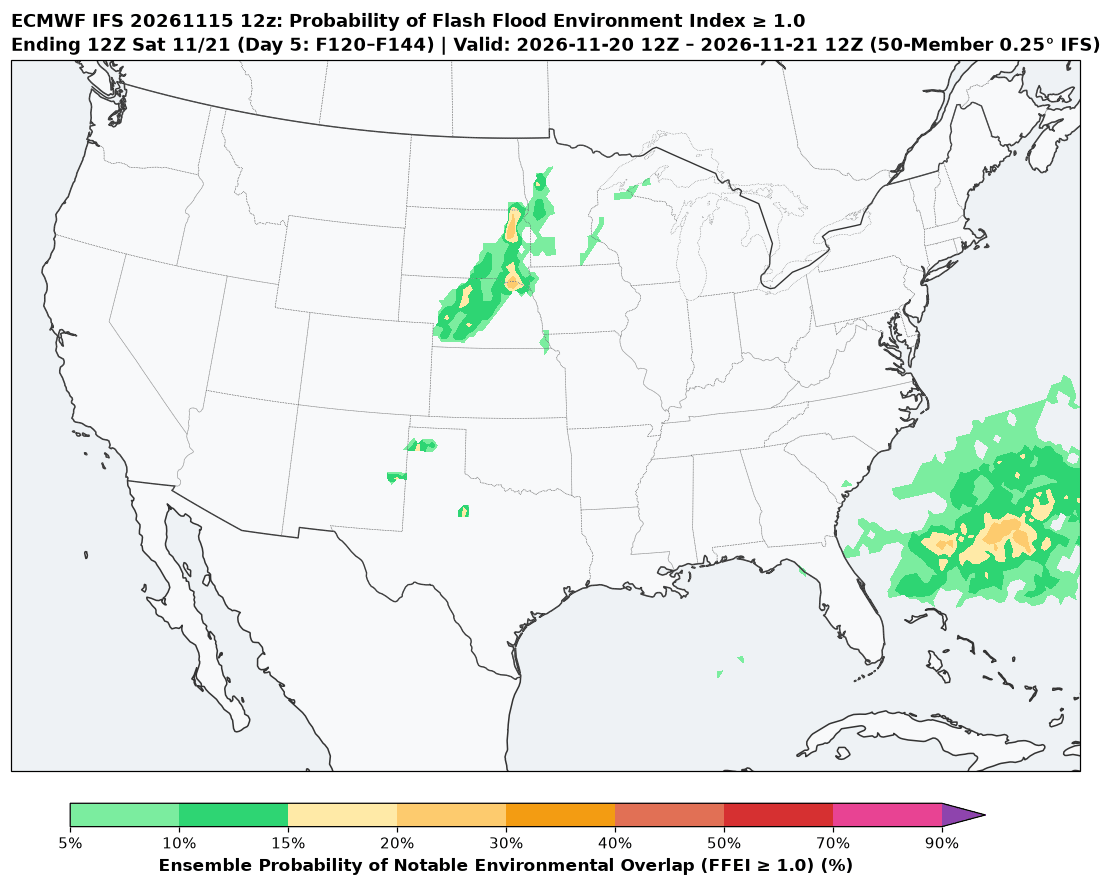 ECMWF IFS 20261115 12z: Probability of Flash Flood Environment Index ≥ 1.0
Ending 12Z Sat 11/21 (Day 5: F120–F144) | Valid: 2026-11-20 12Z – 2026-11-21 12Z (50-Member 0.25° IFS)
5% 10% 15% 20% 30% 40% 50% 70% 90%
Ensemble Probability of Notable Environmental Overlap (FFEI ≥ 1.0) (%)